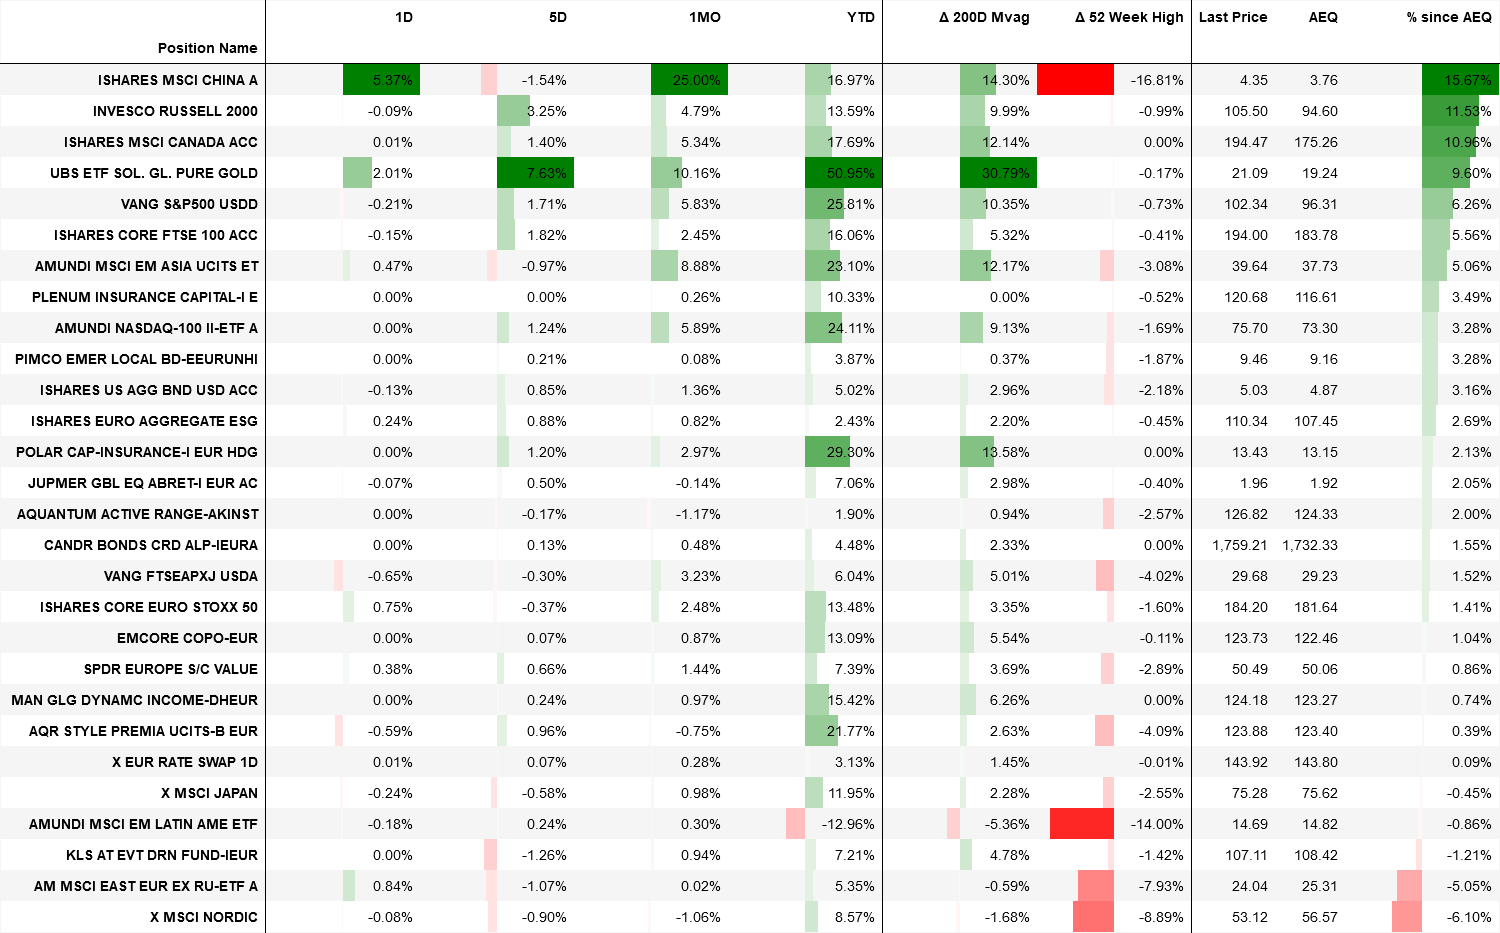 1D 5D 1MO YTD Δ 200D Mvag Δ 52 Week High Last Price AEQ % since AEQ
Position Name
ISHARES MSCI CHINA A 5.37% -1.54% 25.00% 16.97% 14.30% -16.81% 4.35 3.76 15.67%
INVESCO RUSSELL 2000 -0.09% 3.25% 4.79% 13.59% 9.99% -0.99% 105.50 94.60 11.53%
ISHARES MSCI CANADA ACC 0.01% 1.40% 5.34% 17.69% 12.14% 0.00% 194.47 175.26 10.96%
UBS ETF SOL. GL. PURE GOLD 2.01% 7.63% 10.16% 50.95% 30.79% -0.17% 21.09 19.24 9.60%
VANG S&P500 USDD -0.21% 1.71% 5.83% 25.81% 10.35% -0.73% 102.34 96.31 6.26%
ISHARES CORE FTSE 100 ACC -0.15% 1.82% 2.45% 16.06% 5.32% -0.41% 194.00 183.78 5.56%
AMUNDI MSCI EM ASIA UCITS ET 0.47% -0.97% 8.88% 23.10% 12.17% -3.08% 39.64 37.73 5.06%
PLENUM INSURANCE CAPITAL-I E 0.00% 0.00% 0.26% 10.33% 0.00% -0.52% 120.68 116.61 3.49%
AMUNDI NASDAQ-100 II-ETF A 0.00% 1.24% 5.89% 24.11% 9.13% -1.69% 75.70 73.30 3.28%
PIMCO EMER LOCAL BD-EEURUNHI 0.00% 0.21% 0.08% 3.87% 0.37% -1.87% 9.46 9.16 3.28%
ISHARES US AGG BND USD ACC -0.13% 0.85% 1.36% 5.02% 2.96% -2.18% 5.03 4.87 3.16%
ISHARES EURO AGGREGATE ESG 0.24% 0.88% 0.82% 2.43% 2.20% -0.45% 110.34 107.45 2.69%
POLAR CAP-INSURANCE-I EUR HDG 0.00% 1.20% 2.97% 29.30% 13.58% 0.00% 13.43 13.15 2.13%
JUPMER GBL EQ ABRET-I EUR AC -0.07% 0.50% -0.14% 7.06% 2.98% -0.40% 1.96 1.92 2.05%
AQUANTUM ACTIVE RANGE-AKINST 0.00% -0.17% -1.17% 1.90% 0.94% -2.57% 126.82 124.33 2.00%
CANDR BONDS CRD ALP-IEURA 0.00% 0.13% 0.48% 4.48% 2.33% 0.00% 1,759.21 1,732.33 1.55%
VANG FTSEAPXJ USDA -0.65% -0.30% 3.23% 6.04% 5.01% -4.02% 29.68 29.23 1.52%
ISHARES CORE EURO STOXX 50 0.75% -0.37% 2.48% 13.48% 3.35% -1.60% 184.20 181.64 1.41%
EMCORE COPO-EUR 0.00% 0.07% 0.87% 13.09% 5.54% -0.11% 123.73 122.46 1.04%
SPDR EUROPE S/C VALUE 0.38% 0.66% 1.44% 7.39% 3.69% -2.89% 50.49 50.06 0.86%
MAN GLG DYNAMC INCOME-DHEUR 0.00% 0.24% 0.97% 15.42% 6.26% 0.00% 124.18 123.27 0.74%
AQR STYLE PREMIA UCITS-B EUR -0.59% 0.96% -0.75% 21.77% 2.63% -4.09% 123.88 123.40 0.39%
X EUR RATE SWAP 1D 0.01% 0.07% 0.28% 3.13% 1.45% -0.01% 143.92 143.80 0.09%
X MSCI JAPAN -0.24% -0.58% 0.98% 11.95% 2.28% -2.55% 75.28 75.62 -0.45%
AMUNDI MSCI EM LATIN AME ETF -0.18% 0.24% 0.30% -12.96% -5.36% -14.00% 14.69 14.82 -0.86%
KLS AT EVT DRN FUND-IEUR 0.00% -1.26% 0.94% 7.21% 4.78% -1.42% 107.11 108.42 -1.21%
AM MSCI EAST EUR EX RU-ETF A 0.84% -1.07% 0.02% 5.35% -0.59% -7.93% 24.04 25.31 -5.05%
X MSCI NORDIC -0.08% -0.90% -1.06% 8.57% -1.68% -8.89% 53.12 56.57 -6.10%